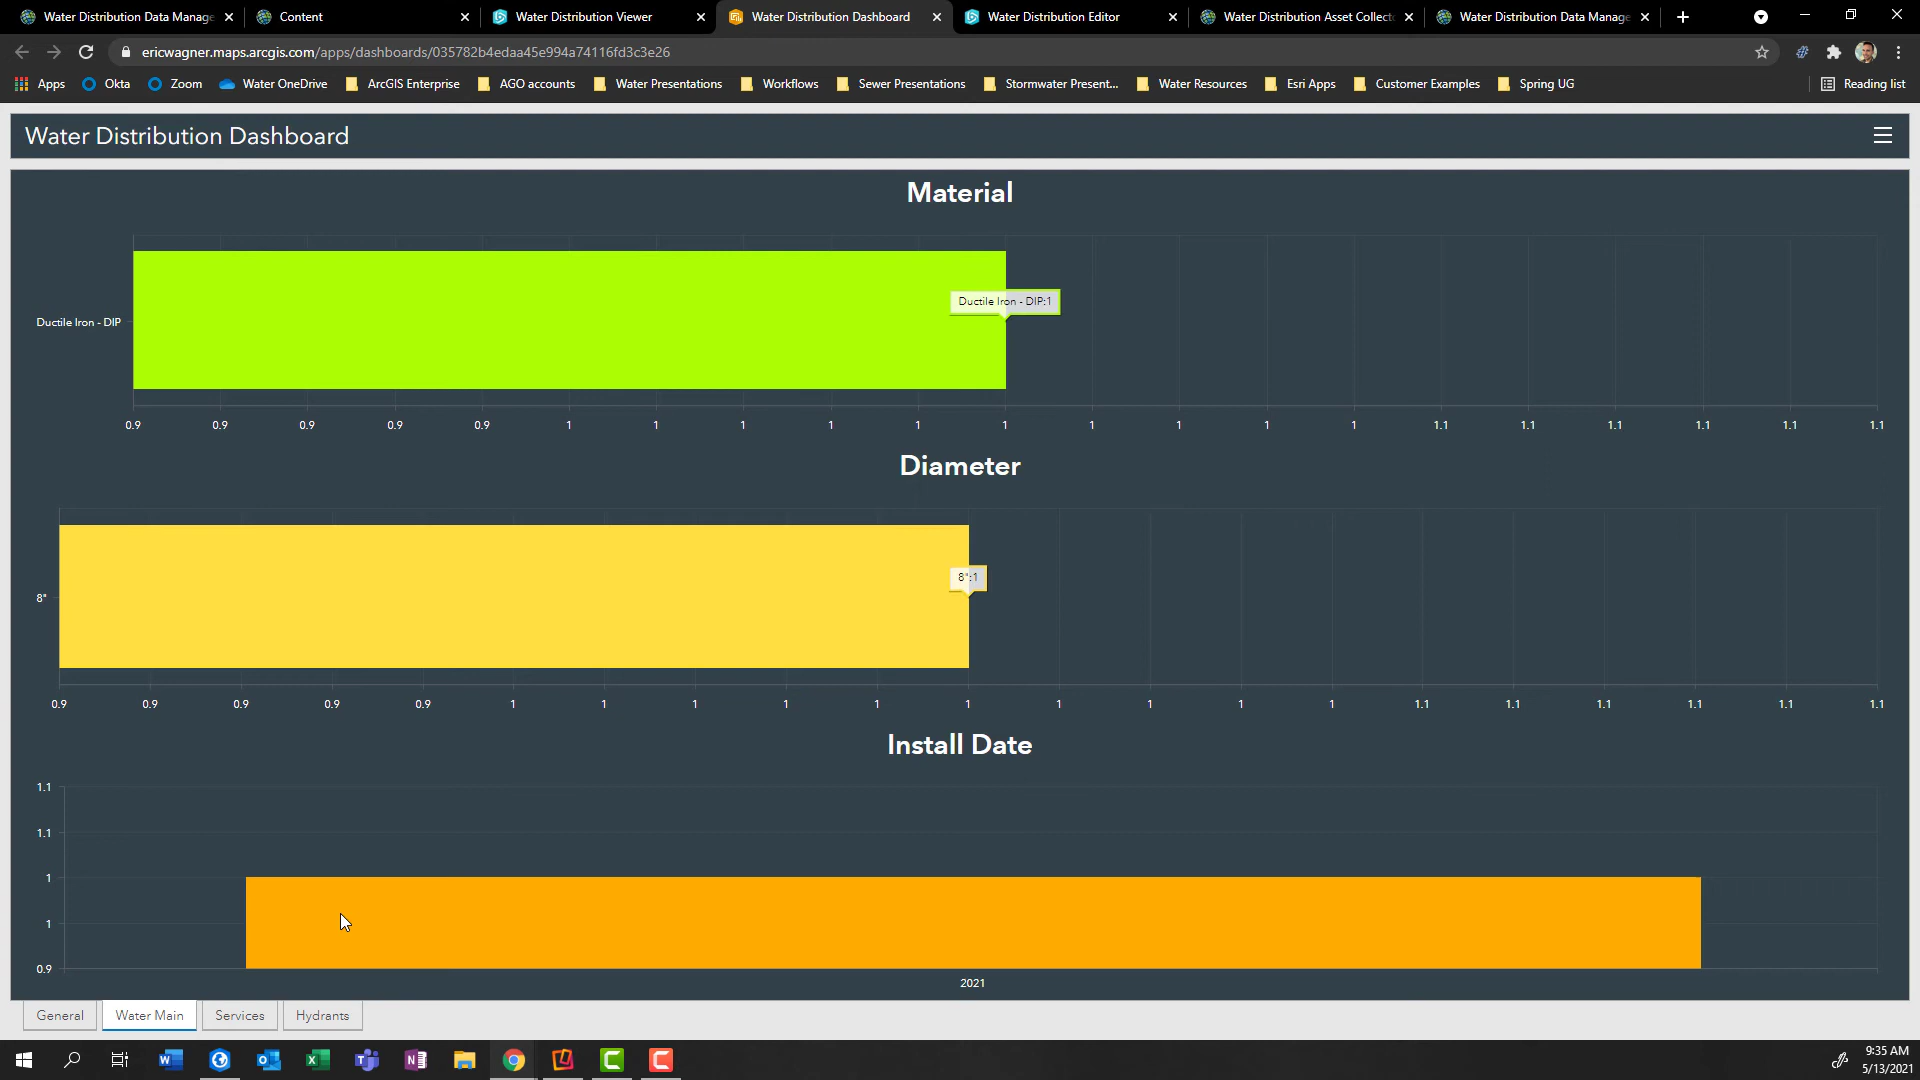 Water Distribution Data Manage
Content
Water Distribution Viewer
Water Distribution Dashboard
Water Distribution Editor
Water Distribution Asset Collect
Water Distribution Data Manage
ericwagner.maps.arcgis.com/apps/dashboards/035782b4edaa45e994a74116fd3c3e26
Apps Okta Zoom Water OneDrive ArcGIS Enterprise AGO accounts Water Presentations Workflows Sewer Presentations Stormwater Present... Water Resources Esri Apps Customer Examples Spring UG Reading list
Water Distribution Dashboard
Material
Ductile Iron - DIP:1
Ductile Iron - DIP
0.9 0.9 0.9 0.9 0.9 1 1 1 1 1 1 1 1 1 1 1.1 1.1 1.1 1.1 1.1 1.1
Diameter
8":1
8"
0.9 0.9 0.9 0.9 0.9 1 1 1 1 1 1 1 1 1 1 1.1 1.1 1.1 1.1 1.1 1.1
Install Date
1.1
1.1
1
1
0.9
2021
General Water Main Services Hydrants
9:35 AM
5/13/2021